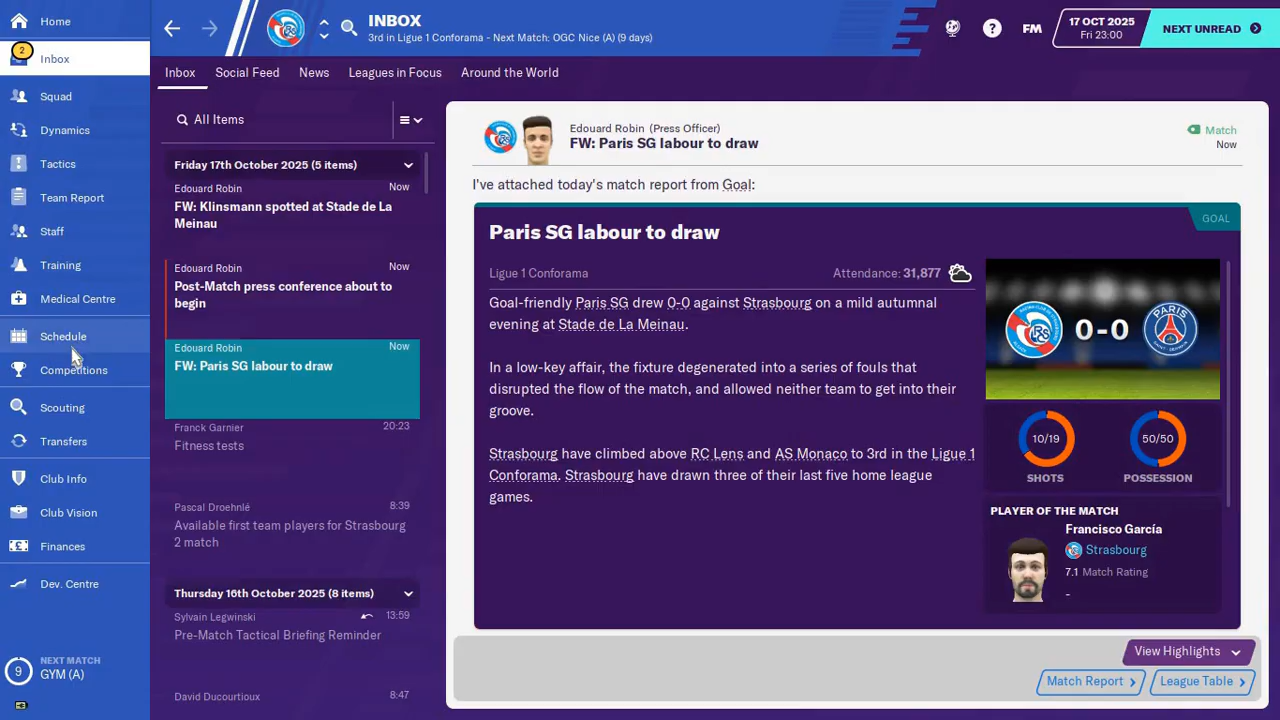 Home
INBOX
3rd in Ligue 1 Conforama - Next Match: OGC Nice (A) (9 days)
?
FM
17 OCT 2025
Fri 23:00
NEXT UNREAD
2
Inbox
Squad
Dynamics
Tactics
Team Report
Staff
Training
Medical Centre
Schedule
Competitions
Scouting
Transfers
Club Info
Club Vision
Finances
Dev. Centre
9
NEXT MATCH
GYM (A)
Inbox Social Feed News Leagues in Focus Around the World
All Items
Friday 17th October 2025 (5 items)
Edouard Robin Now
FW: Klinsmann spotted at Stade de La
Meinau
Edouard Robin Now
Post-Match press conference about to
begin
Edouard Robin Now
FW: Paris SG labour to draw
Franck Garnier 20:23
Fitness tests
Pascal Droehnlé 8:39
Available first team players for Strasbourg
2 match
Thursday 16th October 2025 (8 items)
Sylvain Legwinski 13:59
Pre-Match Tactical Briefing Reminder
David Ducourtioux 8:47
Edouard Robin (Press Officer)
FW: Paris SG labour to draw
Match
Now
I've attached today's match report from Goal:
GOAL
Paris SG labour to draw
Ligue 1 Conforama Attendance: 31,877
Goal-friendly Paris SG drew 0-0 against Strasbourg on a mild autumnal
evening at Stade de La Meinau.
In a low-key affair, the fixture degenerated into a series of fouls that
disrupted the flow of the match, and allowed neither team to get into their
groove.
Strasbourg have climbed above RC Lens and AS Monaco to 3rd in the Ligue 1
Conforama. Strasbourg have drawn three of their last five home league
games.
0-0
PARIS
10/19
SHOTS
50/50
POSSESSION
PLAYER OF THE MATCH
Francisco García
Strasbourg
7.1 Match Rating
-
View Highlights
Match Report
League Table